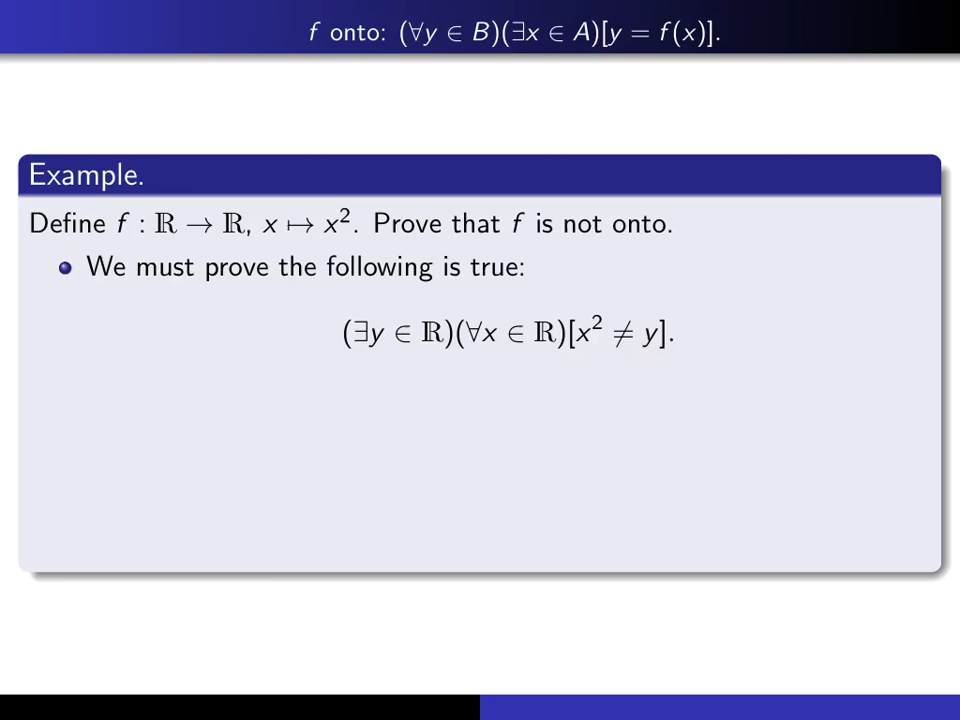 f onto: (∀y ∈ B)(∃x ∈ A)[y = f(x)].
Example.
Define f : ℝ → ℝ, x ↦ x². Prove that f is not onto.
We must prove the following is true:
(∃y ∈ ℝ)(∀x ∈ ℝ)[x² ≠ y].